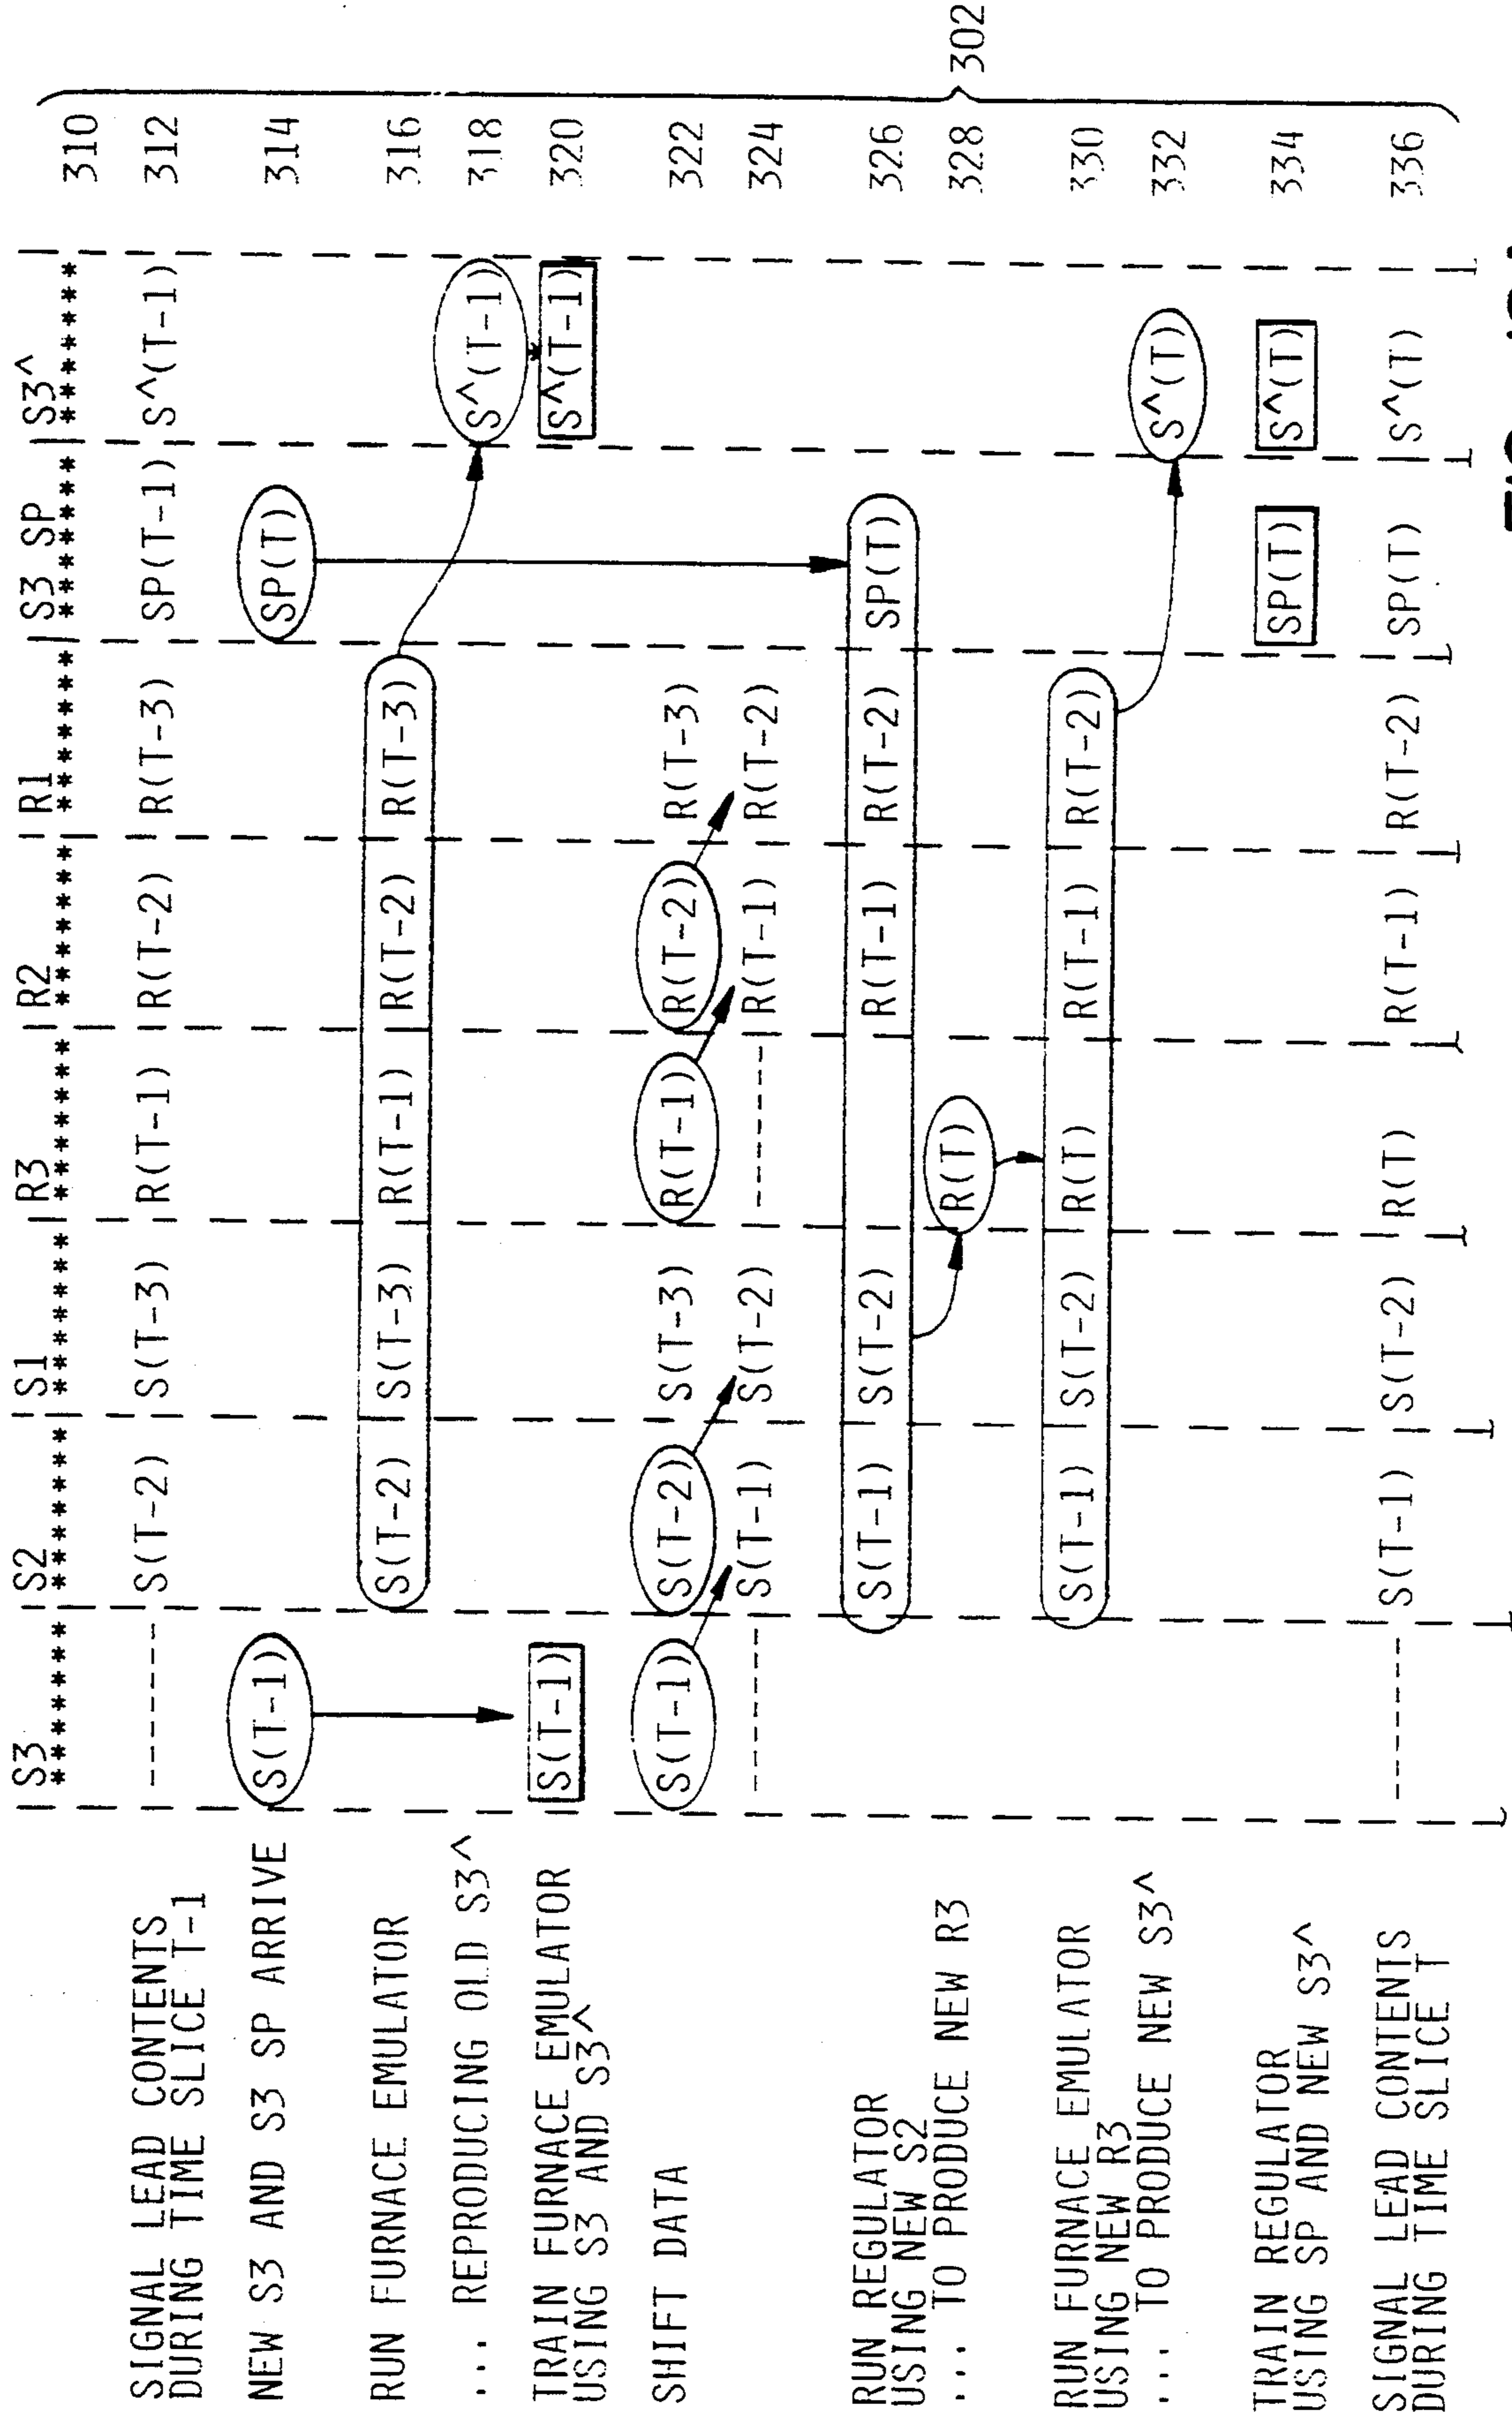 S3 | S2 | S1 | R3 | R2 | R1 | S3 SP | S3^ |
******* ******* ******* ******* ******* ******* ******* ******* 310
SIGNAL LEAD CONTENTS
DURING TIME SLICE T-1
------- S(T-2) S(T-3) R(T-1) R(T-2) R(T-3) SP(T-1) S^(T-1) 312
NEW S3 AND S3 SP ARRIVE S(T-1) SP(T) 314
RUN FURNACE EMULATOR S(T-2) S(T-3) R(T-1) R(T-2) R(T-3) 316
... REPRODUCING OLD S3^ S^(T-1) 318
TRAIN FURNACE EMULATOR
USING S3 AND S3^
S(T-1) S^(T-1) 320
SHIFT DATA S(T-1) S(T-2) S(T-3) R(T-1) R(T-2) R(T-3) 322
------- S(T-1) S(T-2) ------- R(T-1) R(T-2) 324
RUN REGULATOR
USING NEW S2
S(T-1) S(T-2) R(T-1) R(T-2) SP(T) 326
... TO PRODUCE NEW R3 R(T) 328
RUN FURNACE EMULATOR
USING NEW R3
S(T-1) S(T-2) R(T) R(T-1) R(T-2) 330
... TO PRODUCE NEW S3^ S^(T) 332
TRAIN REGULATOR
USING SP AND NEW S3^
SP(T) S^(T) 334
SIGNAL LEAD CONTENTS
DURING TIME SLICE T
------- S(T-1) S(T-2) R(T) R(T-1) R(T-2) SP(T) S^(T) 336
302